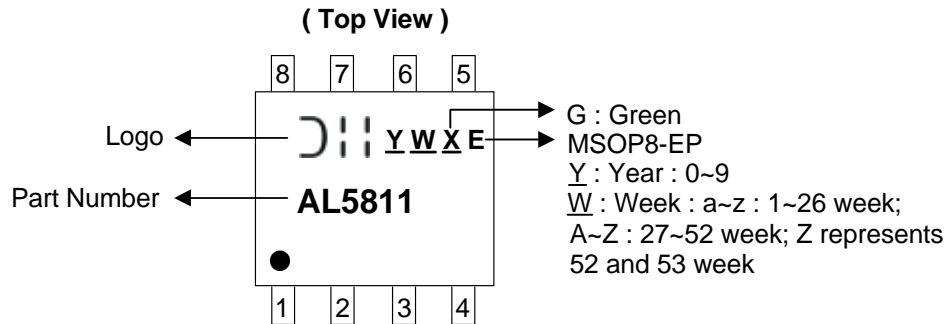 ( Top View )
8 7 6 5
Logo
Y W X E
G : Green
MSOP8-EP
Part Number
AL5811
Y : Year : 0~9
W : Week : a~z : 1~26 week;
A~Z : 27~52 week; Z represents
52 and 53 week
1 2 3 4